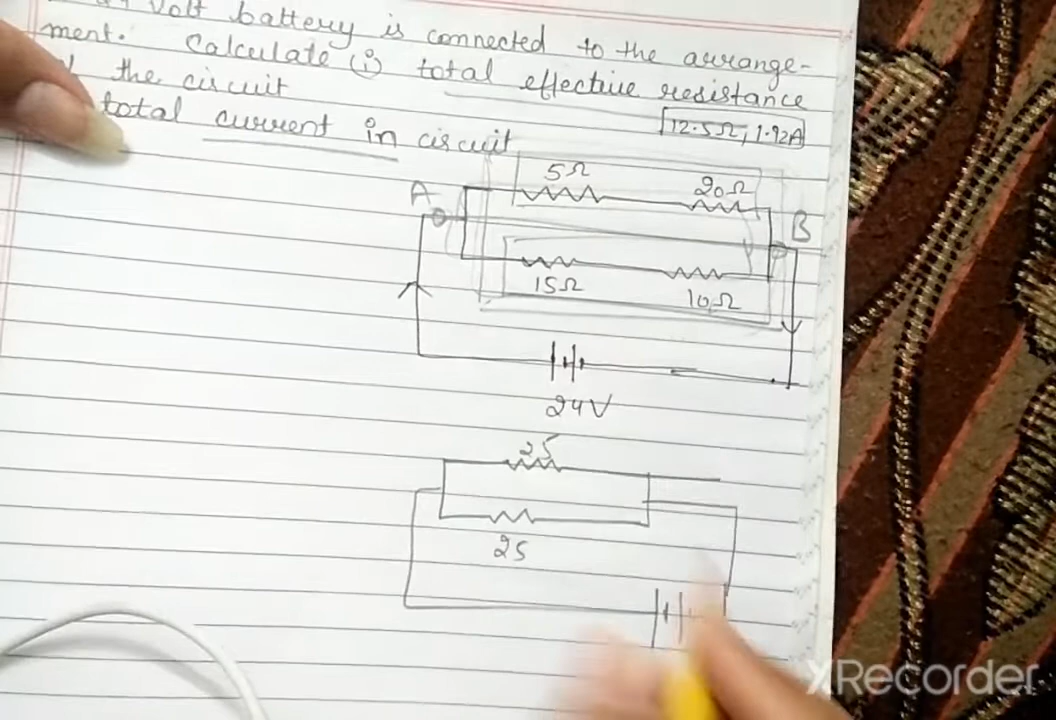 Volt battery is connected to the arrange-
ment. Calculate (i) total effective resistance
the circuit
total current in circuit
12.5Ω, 1.92A
5Ω 20Ω
A B
15Ω 10Ω
24V
25
25
XRecorder